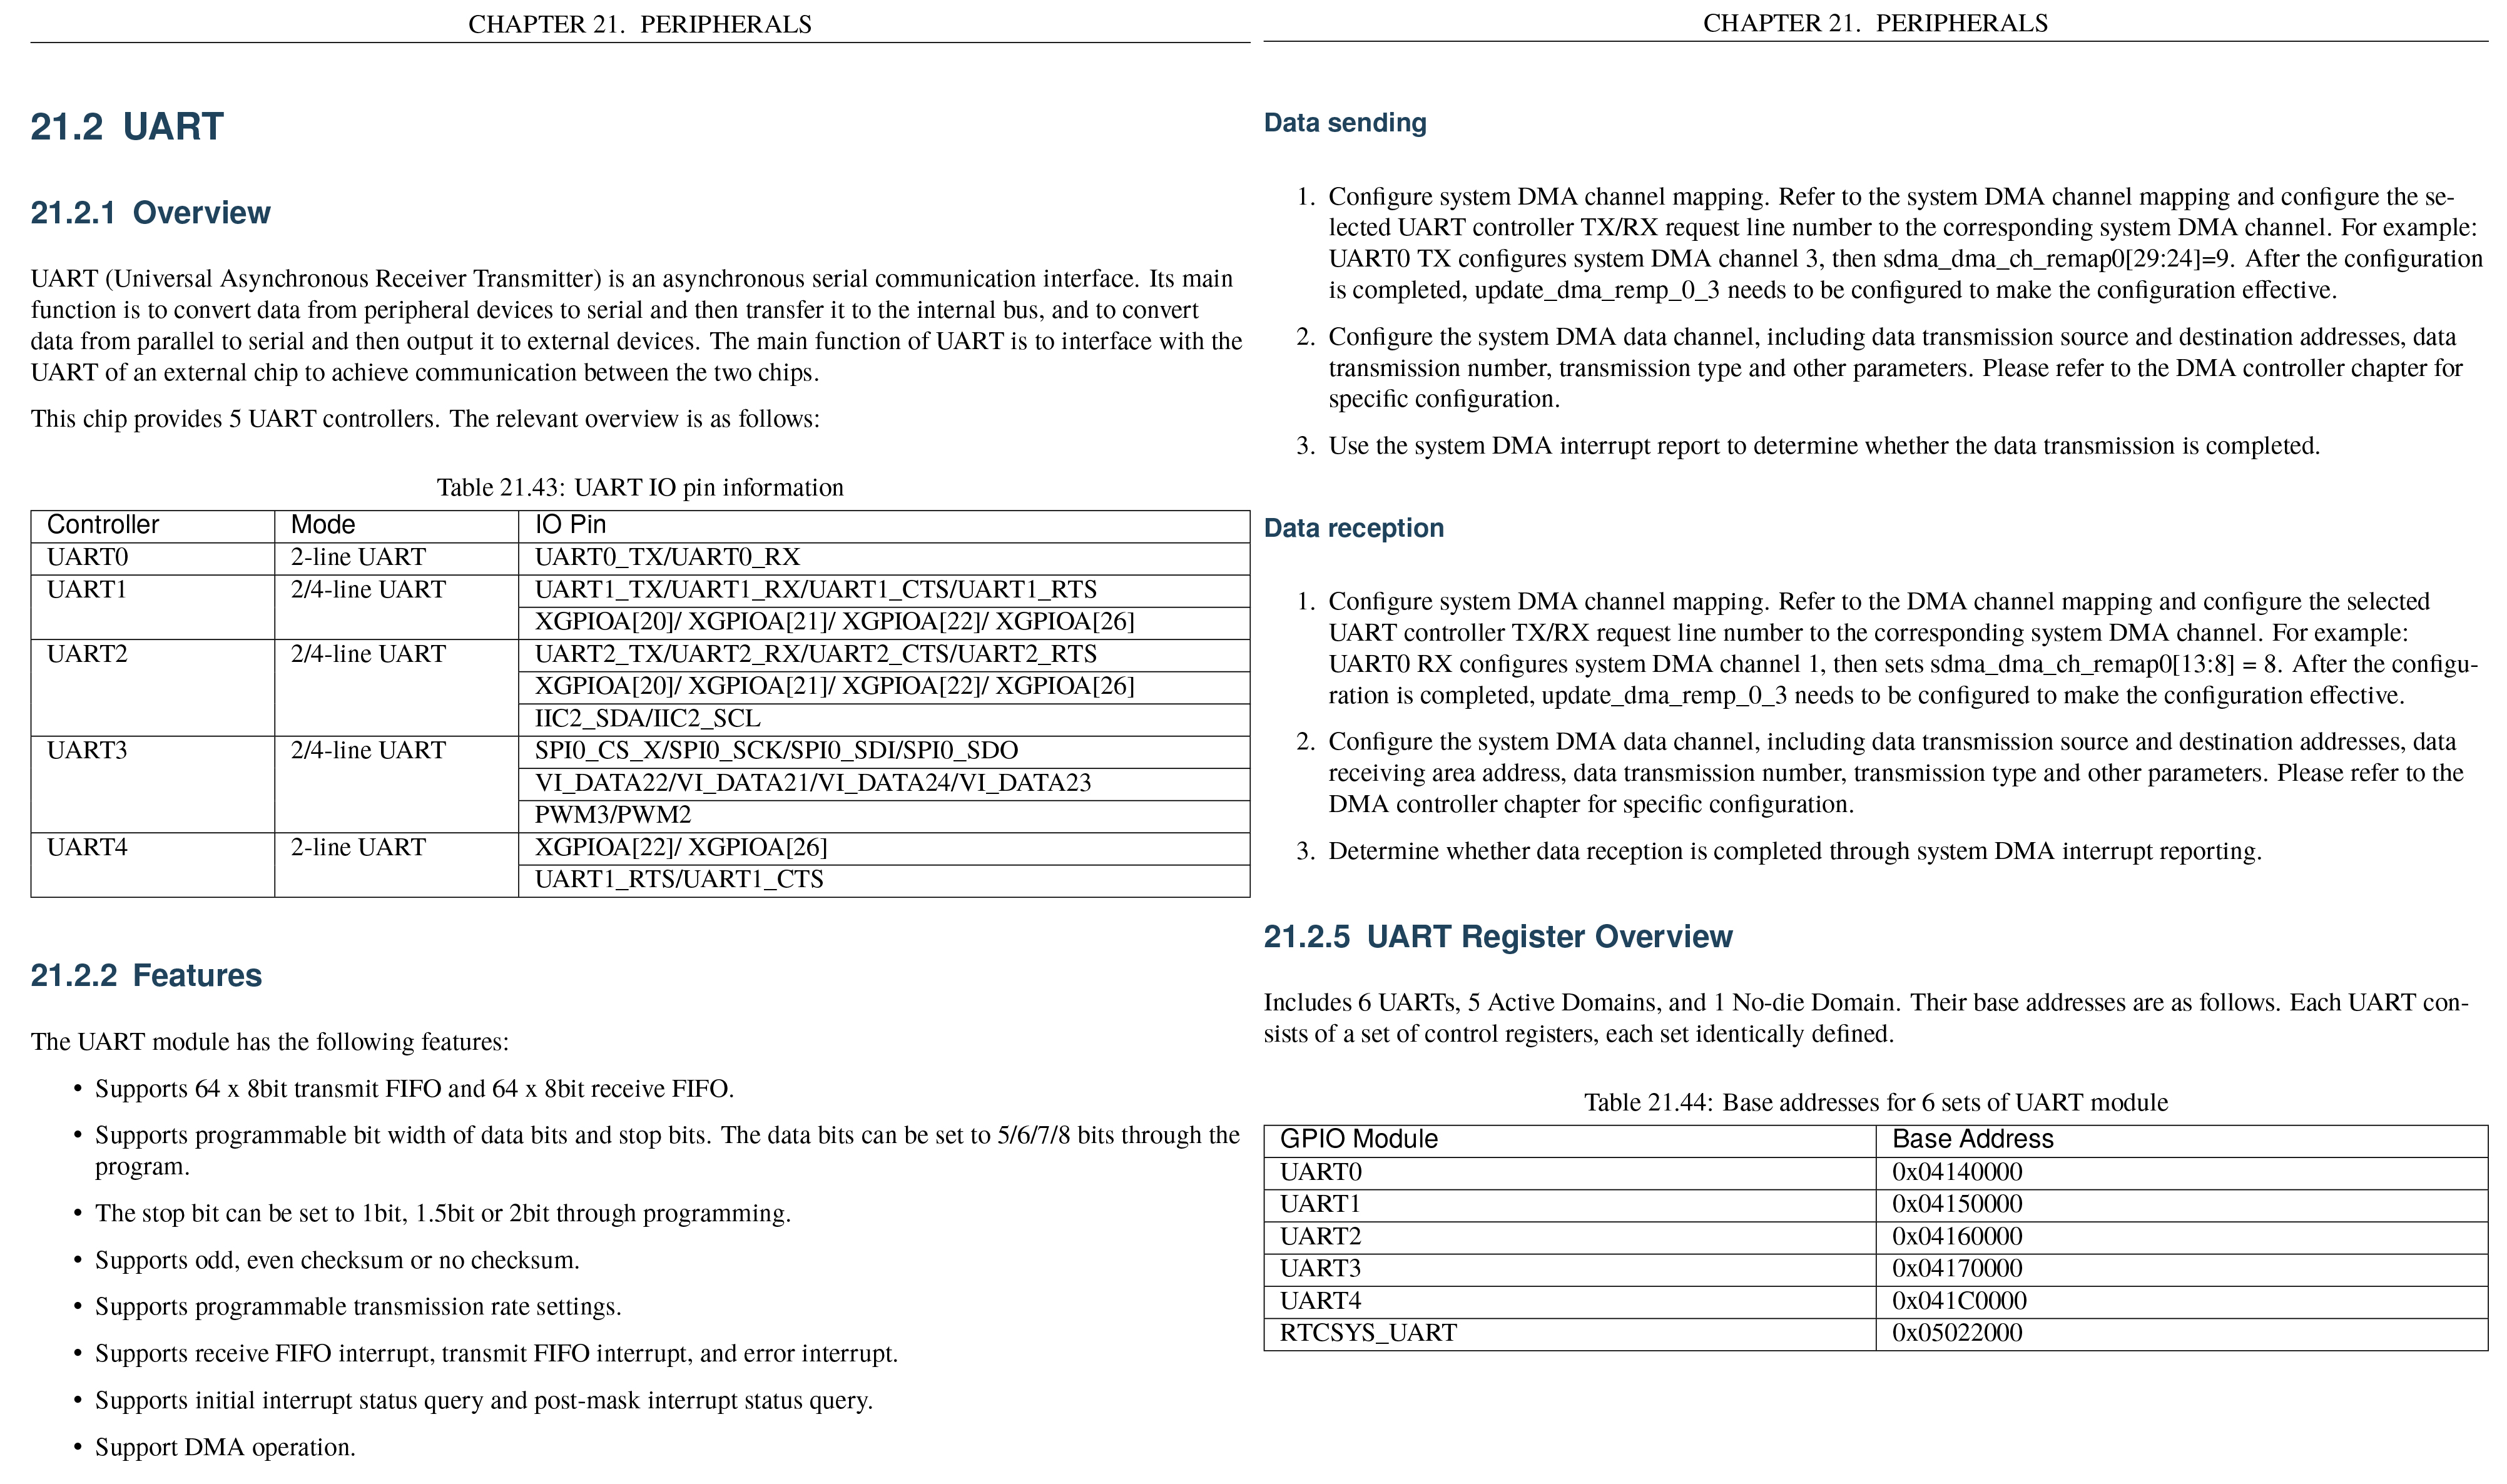 CHAPTER 21. PERIPHERALS
21.2 UART
21.2.1 Overview
UART (Universal Asynchronous Receiver Transmitter) is an asynchronous serial communication interface. Its main
function is to convert data from peripheral devices to serial and then transfer it to the internal bus, and to convert
data from parallel to serial and then output it to external devices. The main function of UART is to interface with the
UART of an external chip to achieve communication between the two chips.
This chip provides 5 UART controllers. The relevant overview is as follows:
Table 21.43: UART IO pin information
Controller Mode IO Pin
UART0 2-line UART UART0_TX/UART0_RX
UART1 2/4-line UART UART1_TX/UART1_RX/UART1_CTS/UART1_RTS
XGPIOA[20]/ XGPIOA[21]/ XGPIOA[22]/ XGPIOA[26]
UART2 2/4-line UART UART2_TX/UART2_RX/UART2_CTS/UART2_RTS
XGPIOA[20]/ XGPIOA[21]/ XGPIOA[22]/ XGPIOA[26]
IIC2_SDA/IIC2_SCL
UART3 2/4-line UART SPI0_CS_X/SPI0_SCK/SPI0_SDI/SPI0_SDO
VI_DATA22/VI_DATA21/VI_DATA24/VI_DATA23
PWM3/PWM2
UART4 2-line UART XGPIOA[22]/ XGPIOA[26]
UART1_RTS/UART1_CTS
21.2.2 Features
The UART module has the following features:
• Supports 64 x 8bit transmit FIFO and 64 x 8bit receive FIFO.
• Supports programmable bit width of data bits and stop bits. The data bits can be set to 5/6/7/8 bits through the
program.
• The stop bit can be set to 1bit, 1.5bit or 2bit through programming.
• Supports odd, even checksum or no checksum.
• Supports programmable transmission rate settings.
• Supports receive FIFO interrupt, transmit FIFO interrupt, and error interrupt.
• Supports initial interrupt status query and post-mask interrupt status query.
• Support DMA operation.
CHAPTER 21. PERIPHERALS
Data sending
1. Configure system DMA channel mapping. Refer to the system DMA channel mapping and configure the se-
lected UART controller TX/RX request line number to the corresponding system DMA channel. For example:
UART0 TX configures system DMA channel 3, then sdma_dma_ch_remap0[29:24]=9. After the configuration
is completed, update_dma_remp_0_3 needs to be configured to make the configuration effective.
2. Configure the system DMA data channel, including data transmission source and destination addresses, data
transmission number, transmission type and other parameters. Please refer to the DMA controller chapter for
specific configuration.
3. Use the system DMA interrupt report to determine whether the data transmission is completed.
Data reception
1. Configure system DMA channel mapping. Refer to the DMA channel mapping and configure the selected
UART controller TX/RX request line number to the corresponding system DMA channel. For example:
UART0 RX configures system DMA channel 1, then sets sdma_dma_ch_remap0[13:8] = 8. After the configu-
ration is completed, update_dma_remp_0_3 needs to be configured to make the configuration effective.
2. Configure the system DMA data channel, including data transmission source and destination addresses, data
receiving area address, data transmission number, transmission type and other parameters. Please refer to the
DMA controller chapter for specific configuration.
3. Determine whether data reception is completed through system DMA interrupt reporting.
21.2.5 UART Register Overview
Includes 6 UARTs, 5 Active Domains, and 1 No-die Domain. Their base addresses are as follows. Each UART con-
sists of a set of control registers, each set identically defined.
Table 21.44: Base addresses for 6 sets of UART module
GPIO Module Base Address
UART0 0x04140000
UART1 0x04150000
UART2 0x04160000
UART3 0x04170000
UART4 0x041C0000
RTCSYS_UART 0x05022000